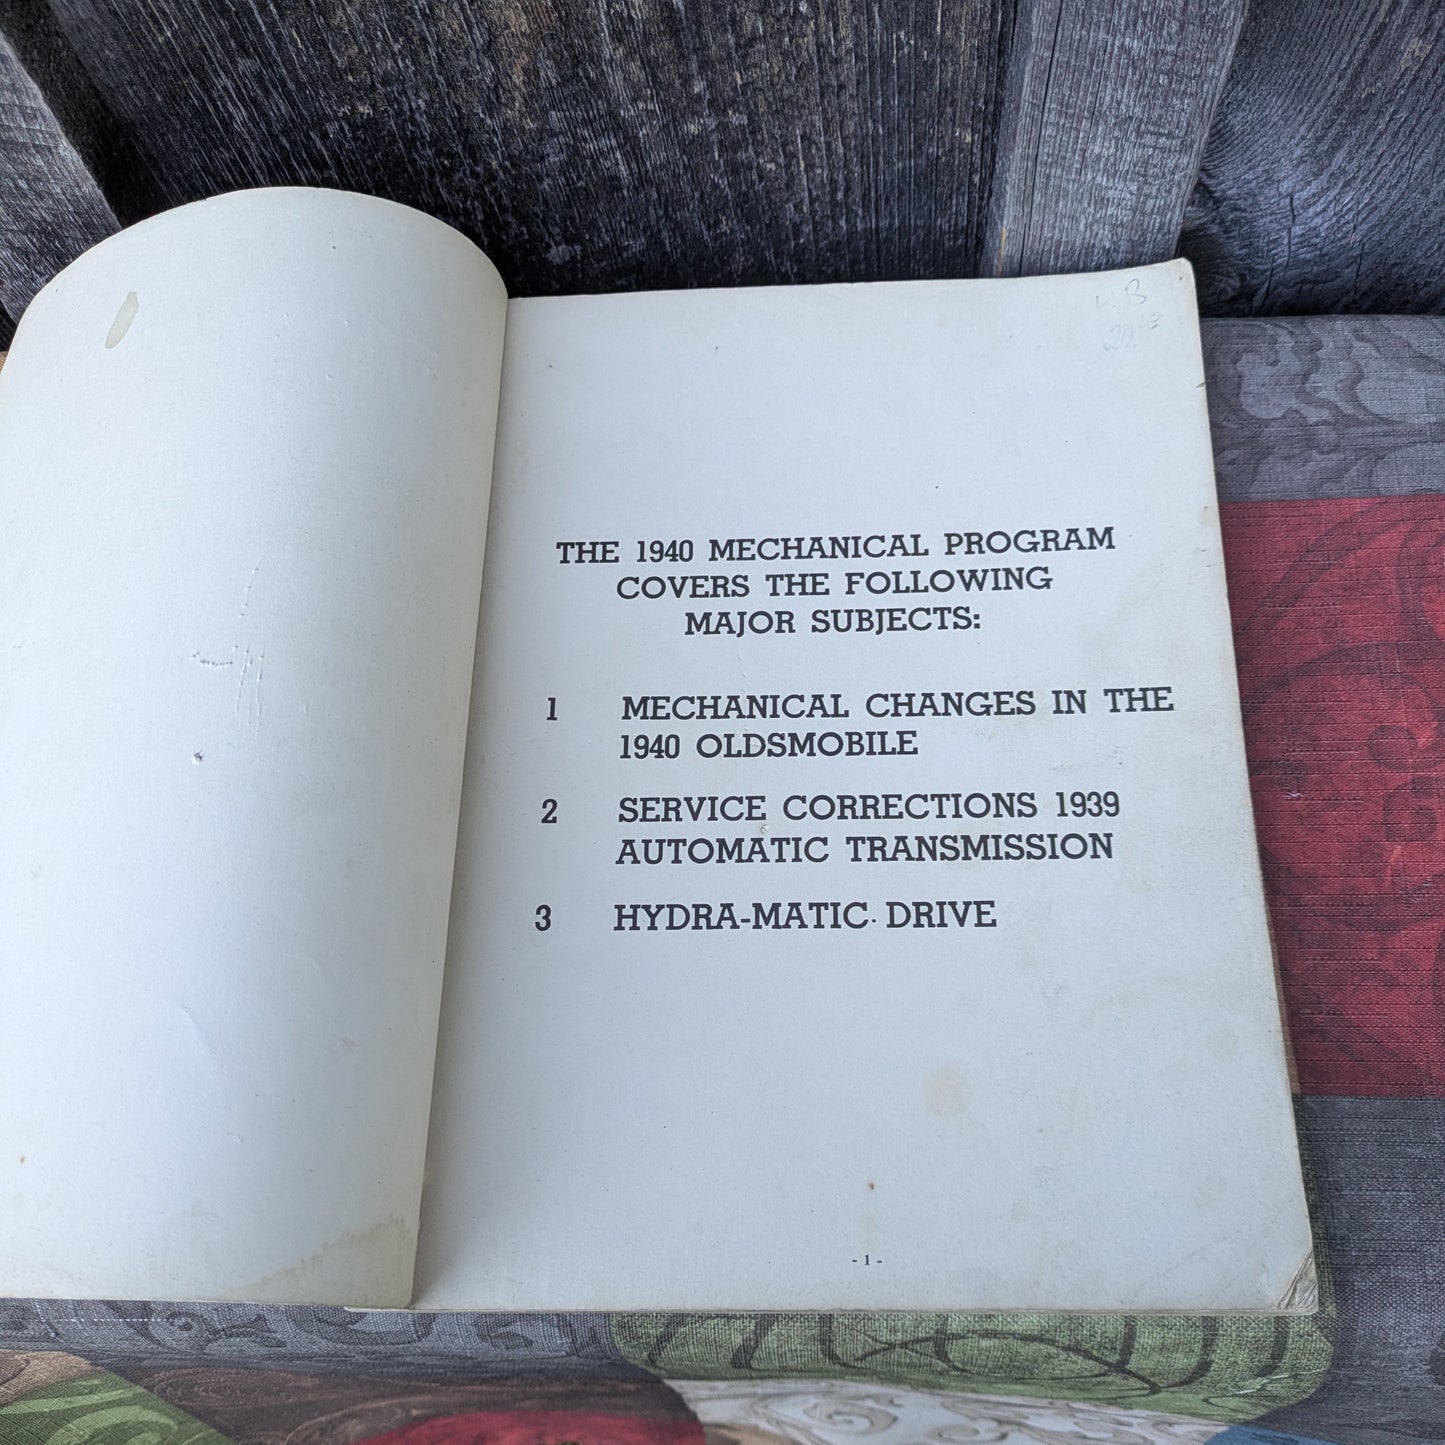 THE 1940 MECHANICAL PROGRAM
COVERS THE FOLLOWING
MAJOR SUBJECTS:
1 MECHANICAL CHANGES IN THE
1940 OLDSMOBILE
2 SERVICE CORRECTIONS 1939
AUTOMATIC TRANSMISSION
3 HYDRA-MATIC DRIVE
- 1 -